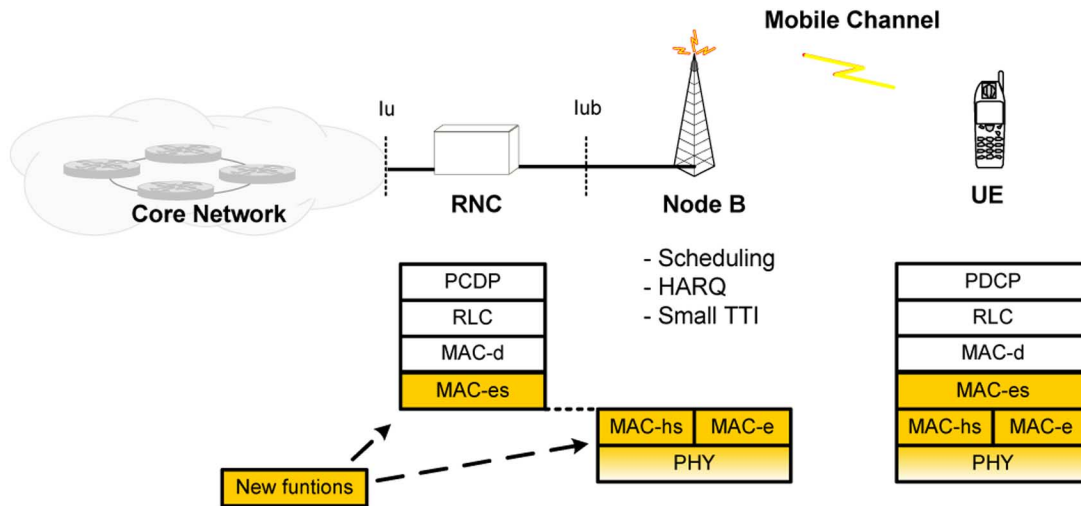 Mobile Channel
Iu
Iub
Core Network
RNC
Node B
UE
- Scheduling
- HARQ
- Small TTI
PCDP
RLC
MAC-d
MAC-es
MAC-hs
MAC-e
PHY
PDCP
RLC
MAC-d
MAC-es
MAC-hs
MAC-e
PHY
New funtions